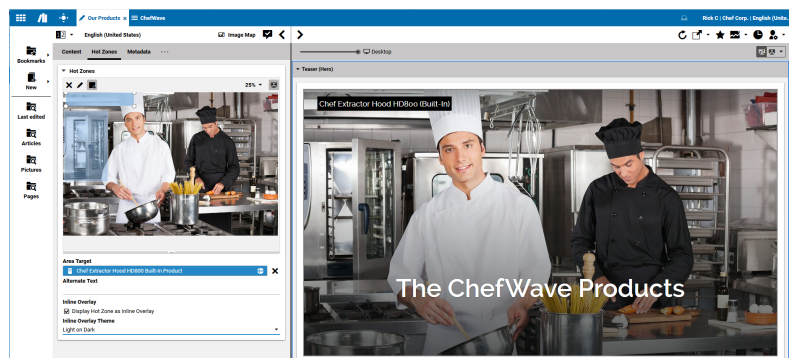 Our Products ×
ChefWave
Rick C | Chef Corp. | English (Unite..
English (United States)
Image Map
Bookmarks
New
Last edited
Articles
Pictures
Pages
Content
Hot Zones
Metadata
...
Hot Zones
25%
Area Target
Chef Extractor Hood HD800 Built-In Product
Alternate Text
Inline Overlay
Display Hot Zone as Inline Overlay
Inline Overlay Theme
Light on Dark
Desktop
Teaser (Hero)
Chef Extractor Hood HD800 (Built-In)
The ChefWave Products